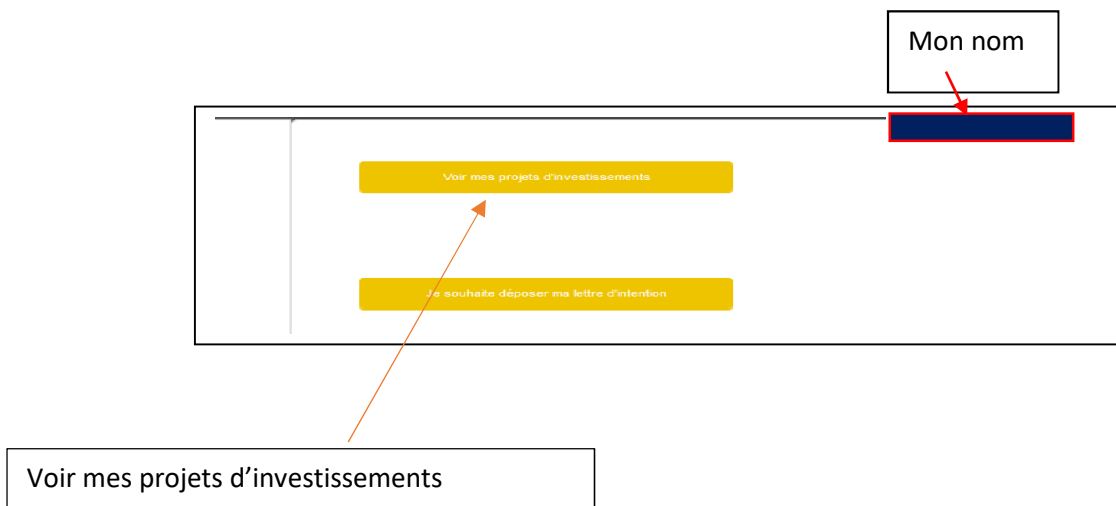 Mon nom
Voir mes projets d'investissements
Je souhaite déposer ma lettre d'intention
Voir mes projets d’investissements